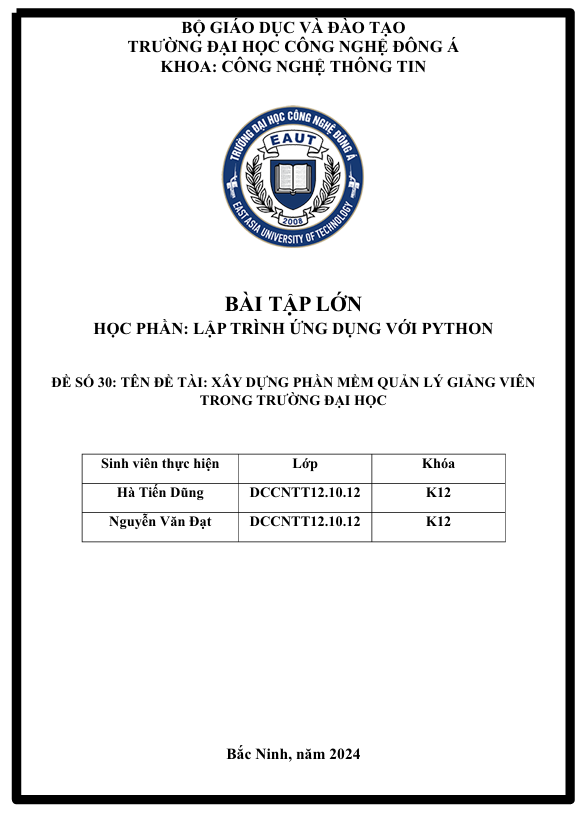 BỘ GIÁO DỤC VÀ ĐÀO TẠO
TRƯỜNG ĐẠI HỌC CÔNG NGHỆ ĐÔNG Á
KHOA: CÔNG NGHỆ THÔNG TIN
TRƯỜNG ĐẠI HỌC CÔNG NGHỆ ĐÔNG Á
EAUT
2008
EAST ASIA UNIVERSITY OF TECHNOLOGY
BÀI TẬP LỚN
HỌC PHẦN: LẬP TRÌNH ỨNG DỤNG VỚI PYTHON
ĐỀ SỐ 30: TÊN ĐỀ TÀI: XÂY DỰNG PHẦN MỀM QUẢN LÝ GIẢNG VIÊN
TRONG TRƯỜNG ĐẠI HỌC
Sinh viên thực hiện Lớp Khóa
Hà Tiến Dũng DCCNTT12.10.12 K12
Nguyễn Văn Đạt DCCNTT12.10.12 K12
Bắc Ninh, năm 2024